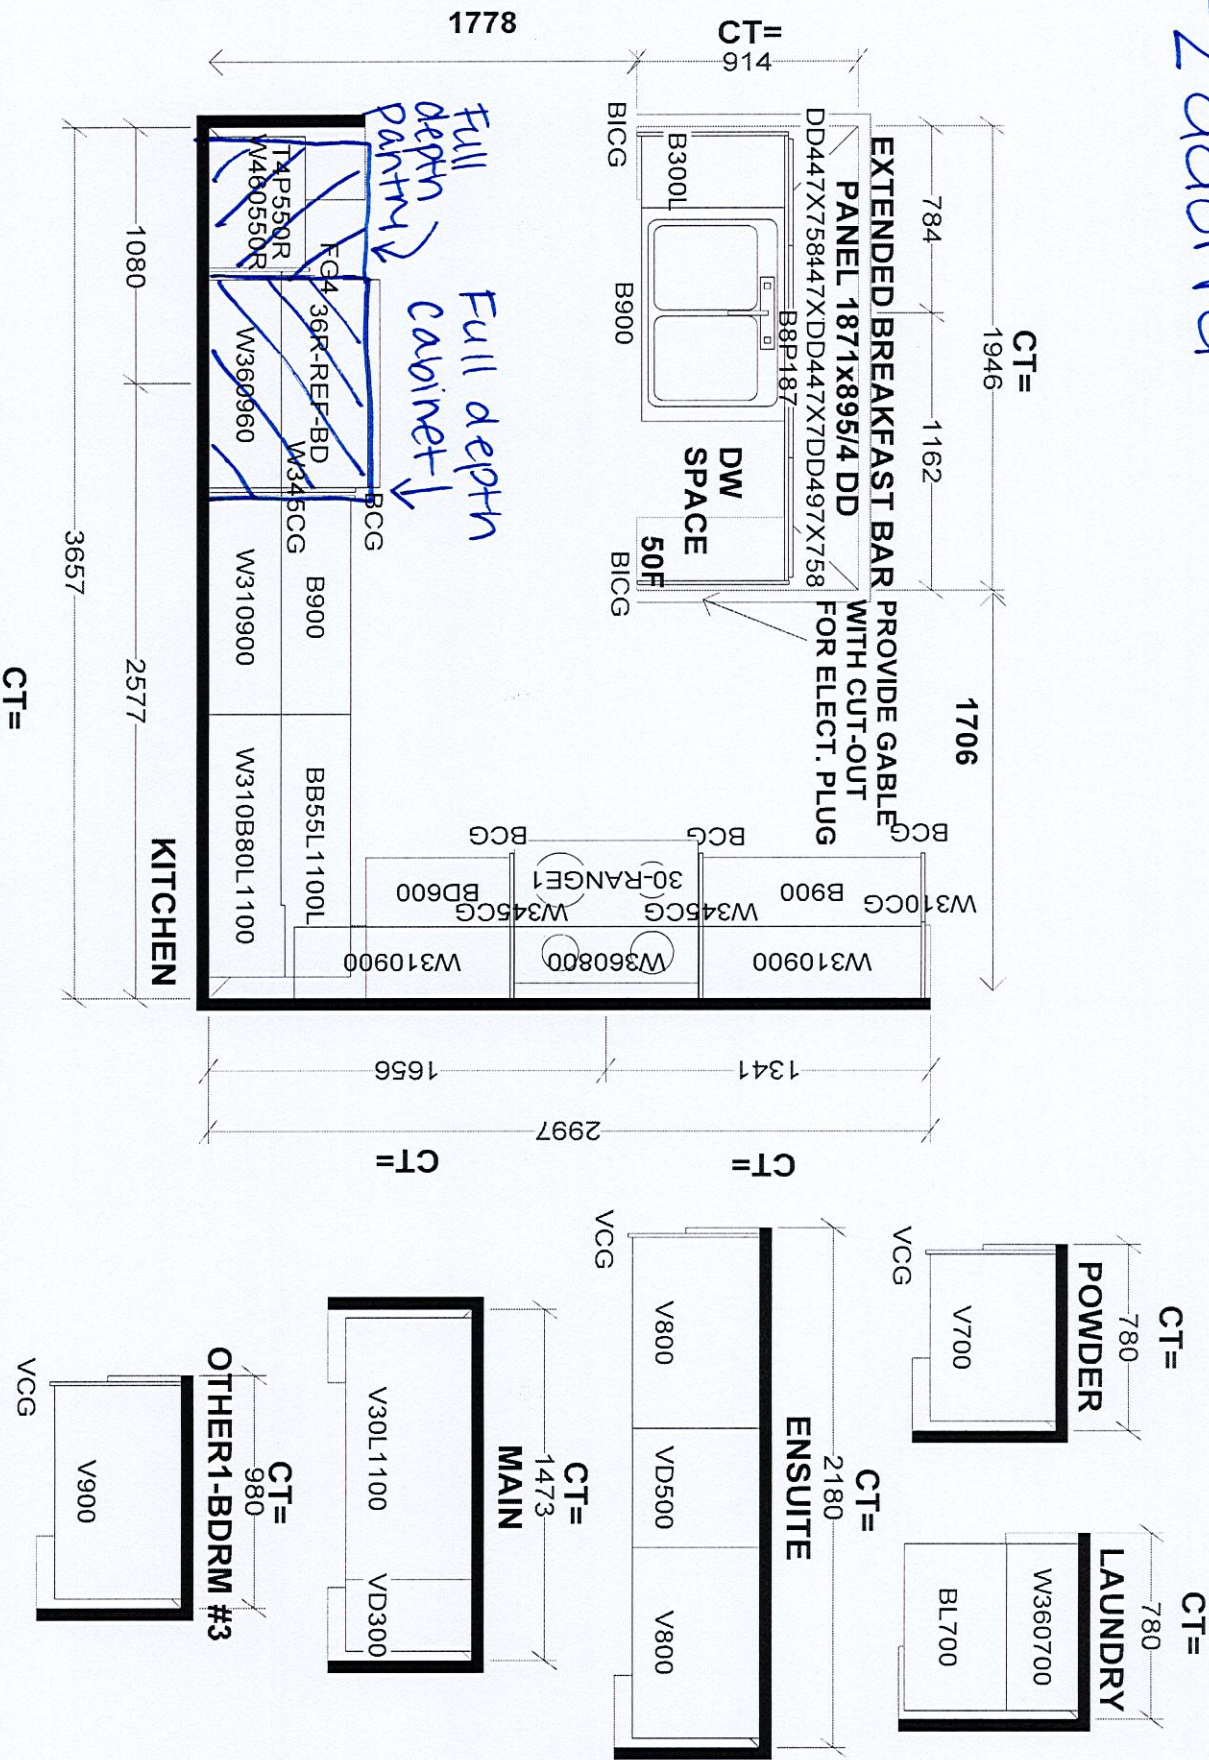 1778
CT=
914
CT=
1946
784
1162
1706
EXTENDED BREAKFAST BAR
PANEL 1871x895/4 DD
DD447X758447X'DD447X7DD497X758
PROVIDE GABLE
WITH CUT-OUT
FOR ELECT. PLUG
BICG
B300L
B900
B8P187
DW
SPACE
50F
BICG
Full
depth
pantry
Full depth
cabinet
T4P550R
W460550R
FG4
36R-REF-BD
W360960
W345CG
BCG
B900
W310900
BB55L1100L
W310B80L1100
BCG
BD600
W345CG
W310900
30-RANGE1
W360800
BCG
W345CG
B900
W310900
BCG
W310CG
1080
2577
3657
CT=
KITCHEN
1656
1341
2997
CT=
CT=
CT=
780
POWDER
V700
VCG
CT=
780
LAUNDRY
W360700
BL700
CT=
2180
ENSUITE
V800
VD500
V800
VCG
CT=
1473
MAIN
V30L1100
VD300
CT=
980
OTHER1-BDRM #3
V900
VCG